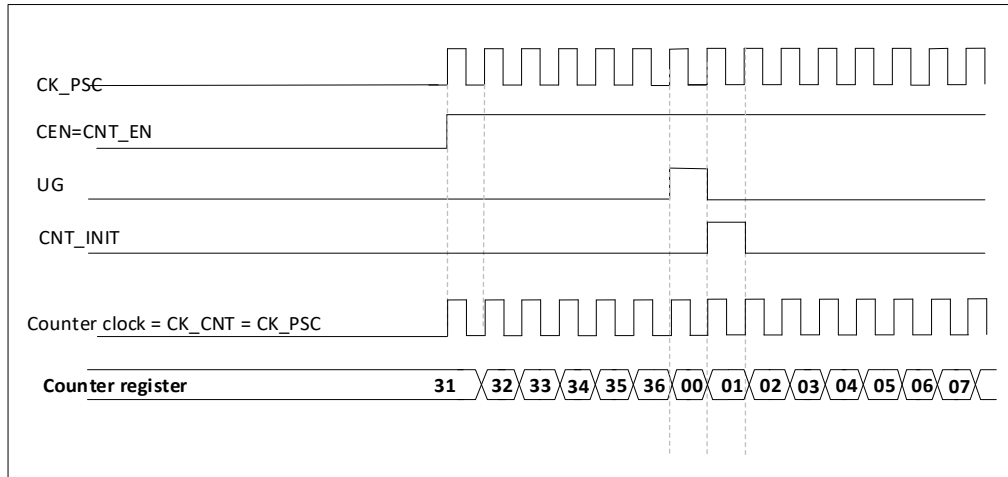 CK_PSC
CEN=CNT_EN
UG
CNT_INIT
Counter clock = CK_CNT = CK_PSC
Counter register 31 32 33 34 35 36 00 01 02 03 04 05 06 07